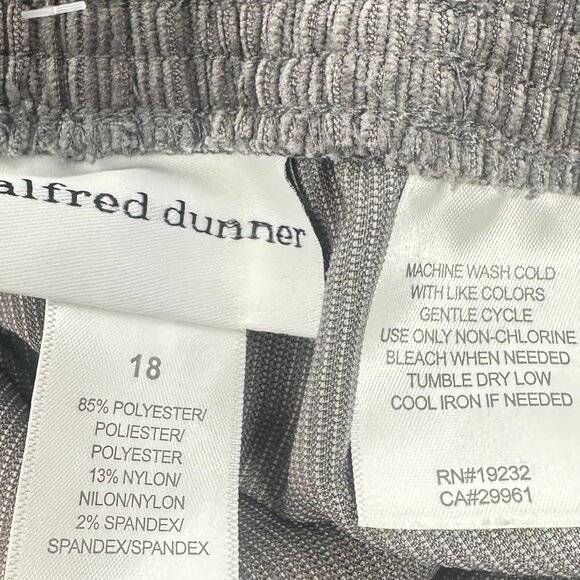 alfred dunner
18
85% POLYESTER/
POLIESTER/
POLYESTER
13% NYLON/
NILON/NYLON
2% SPANDEX/
SPANDEX/SPANDEX
MACHINE WASH COLD
WITH LIKE COLORS
GENTLE CYCLE
USE ONLY NON-CHLORINE
BLEACH WHEN NEEDED
TUMBLE DRY LOW
COOL IRON IF NEEDED
RN#19232
CA#29961